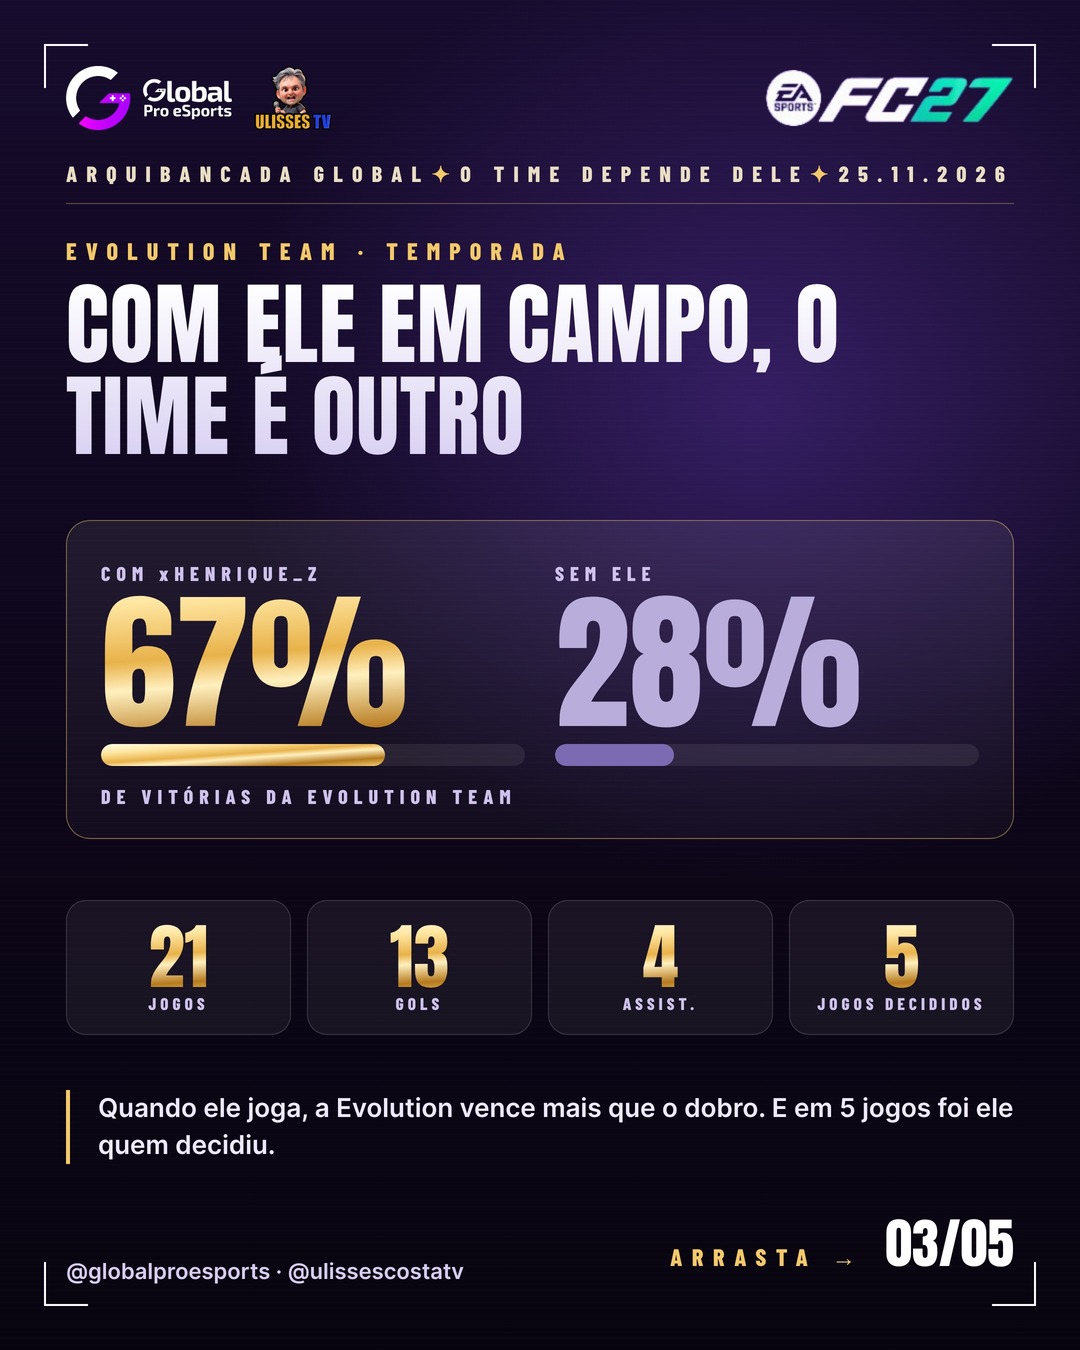 Global
Pro eSports
ULISSES TV
EA SPORTS FC27
ARQUIBANCADA GLOBAL✦O TIME DEPENDE DELE✦25.11.2026
EVOLUTION TEAM · TEMPORADA
COM ELE EM CAMPO, O
TIME É OUTRO
COM xHENRIQUE_Z
SEM ELE
67%
28%
DE VITÓRIAS DA EVOLUTION TEAM
21
13
4
5
JOGOS
GOLS
ASSIST.
JOGOS DECIDIDOS
Quando ele joga, a Evolution vence mais que o dobro. E em 5 jogos foi ele
quem decidiu.
@globalproesports · @ulissescostatv
ARRASTA → 03/05